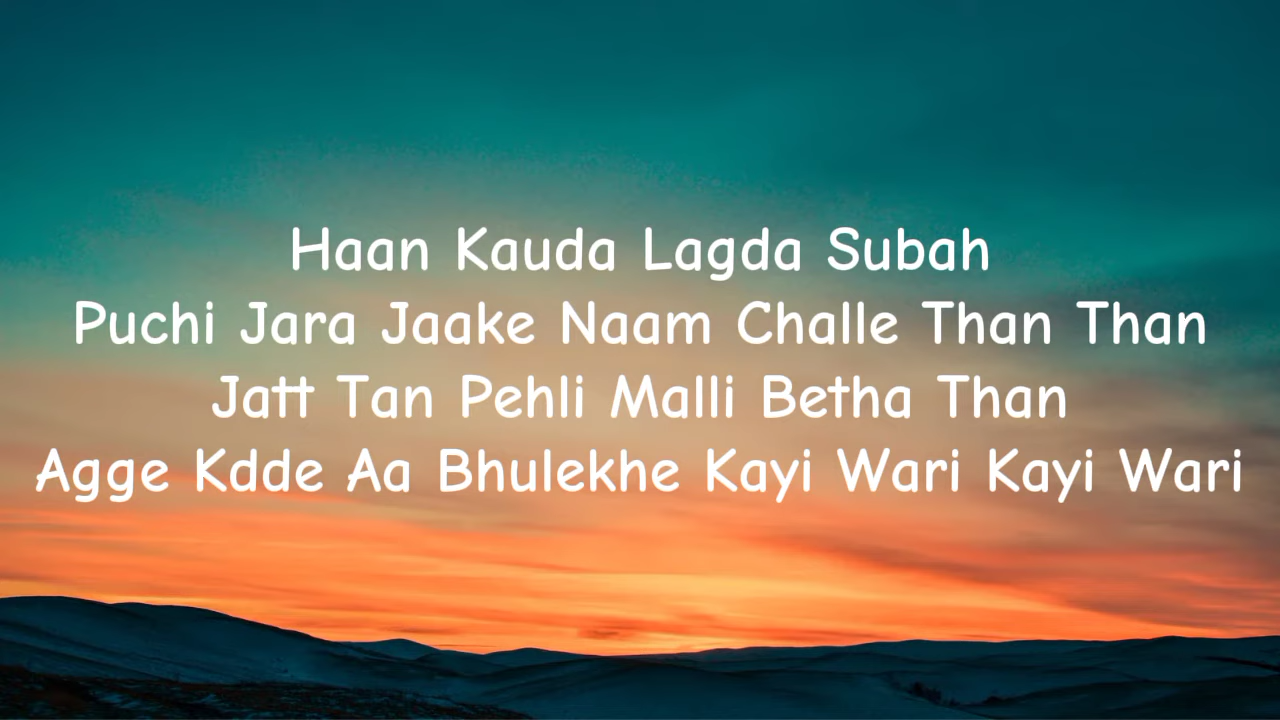 Haan Kauda Lagda Subah
Puchi Jara Jaake Naam Challe Than Than
Jatt Tan Pehli Malli Betha Than
Agge Kdde Aa Bhulekhe Kayi Wari Kayi Wari